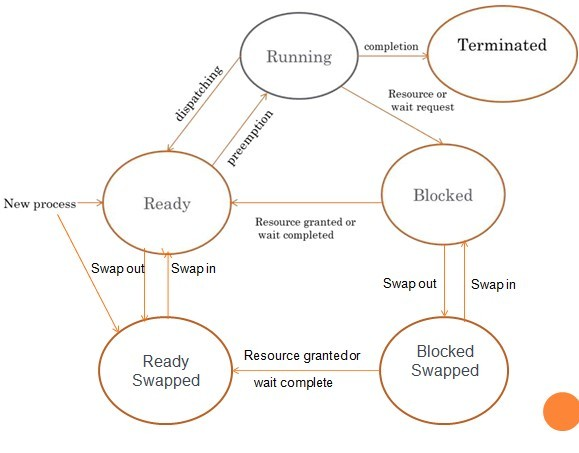 Running
completion
Terminated
dispatching
preemption
Resource or
wait request
New process
Ready
Blocked
Resource granted or
wait completed
Swap out
Swap in
Swap out
Swap in
Ready
Swapped
Resource granted or
wait complete
Blocked
Swapped